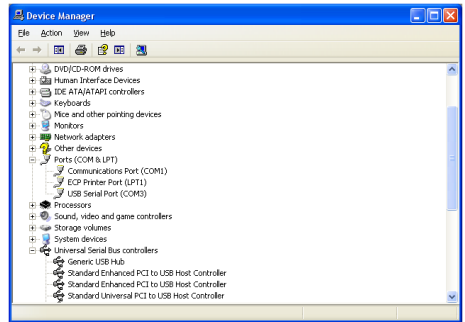 Device Manager
File Action View Help
DVD/CD-ROM drives
Human Interface Devices
IDE ATA/ATAPI controllers
Keyboards
Mice and other pointing devices
Monitors
Network adapters
Other devices
Ports (COM & LPT)
Communications Port (COM1)
ECP Printer Port (LPT1)
USB Serial Port (COM3)
Processors
Sound, video and game controllers
Storage volumes
System devices
Universal Serial Bus controllers
Generic USB Hub
Standard Enhanced PCI to USB Host Controller
Standard Enhanced PCI to USB Host Controller
Standard Universal PCI to USB Host Controller